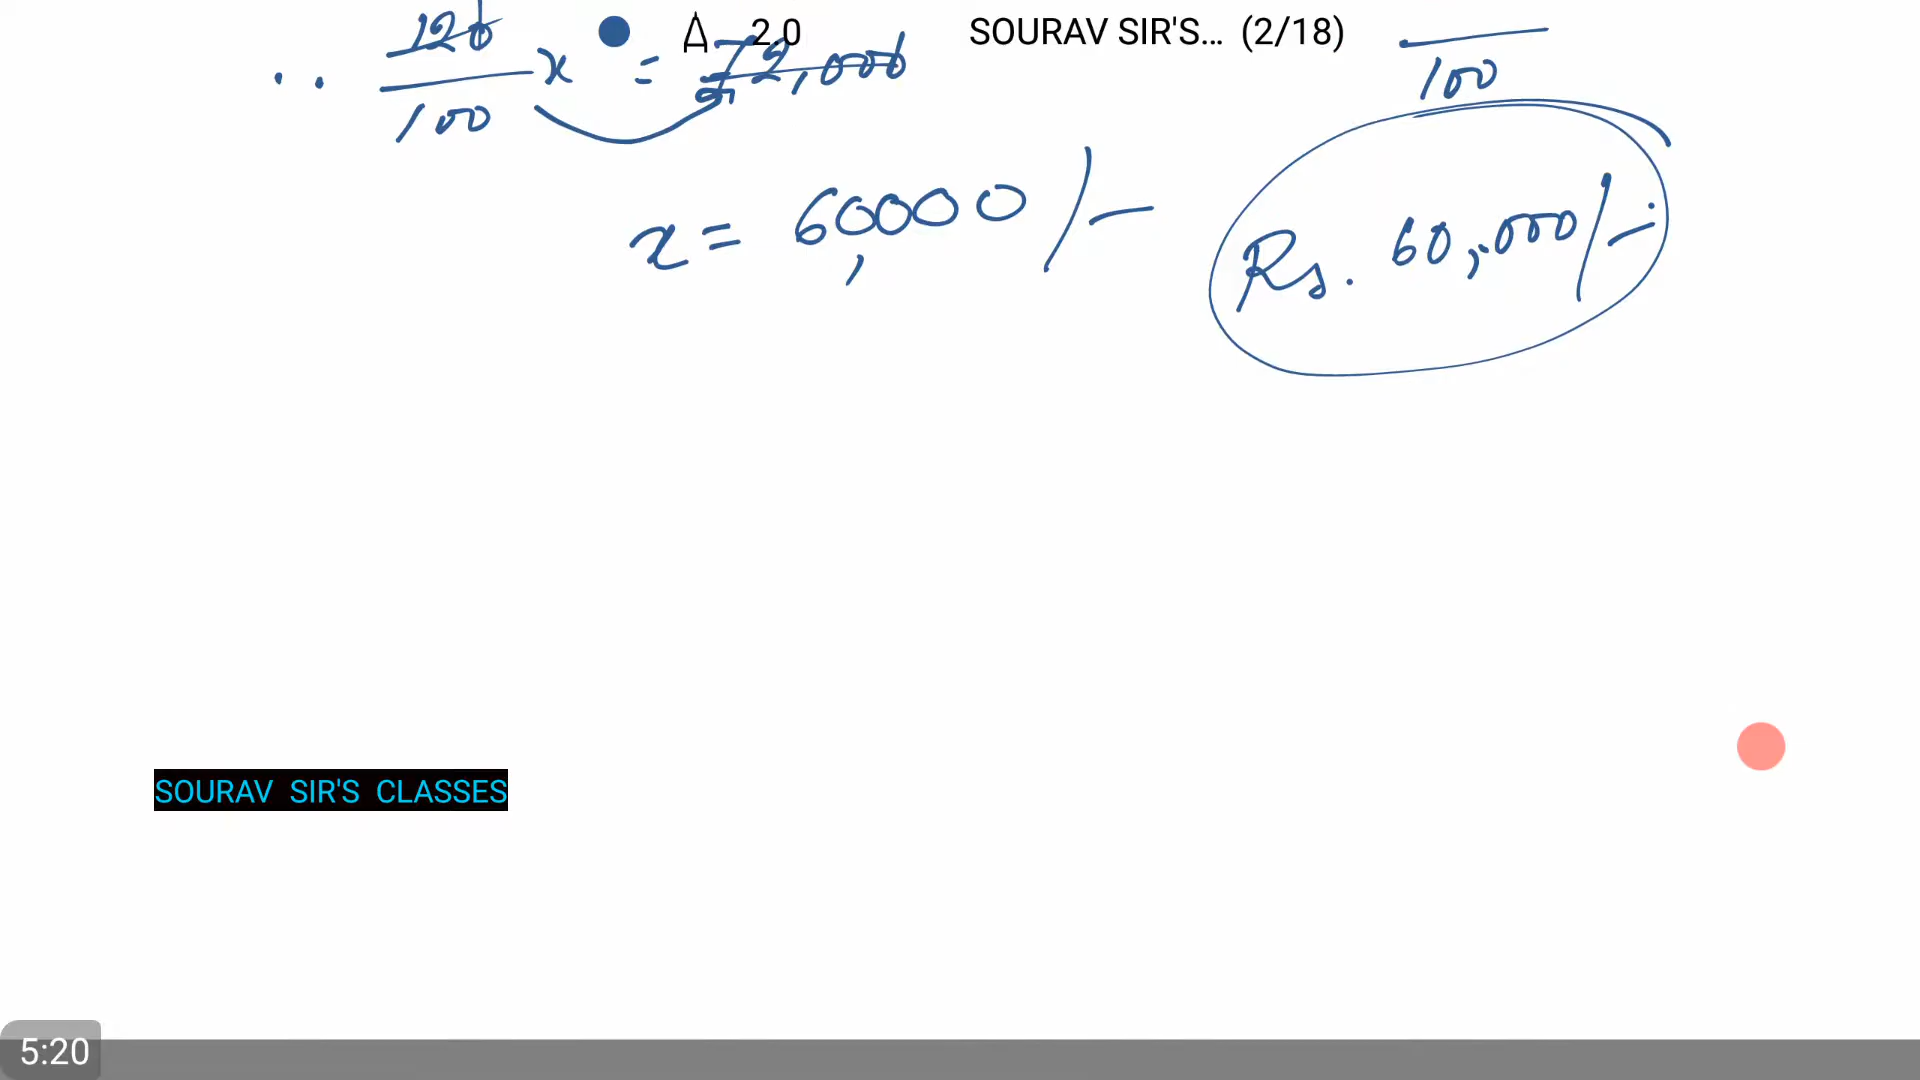 A 2.0 SOURAV SIR'S... (2/18)
∴ 120/100 x = 72,000
100
x = 60,000/-
Rs. 60,000/-
SOURAV SIR'S CLASSES
5:20